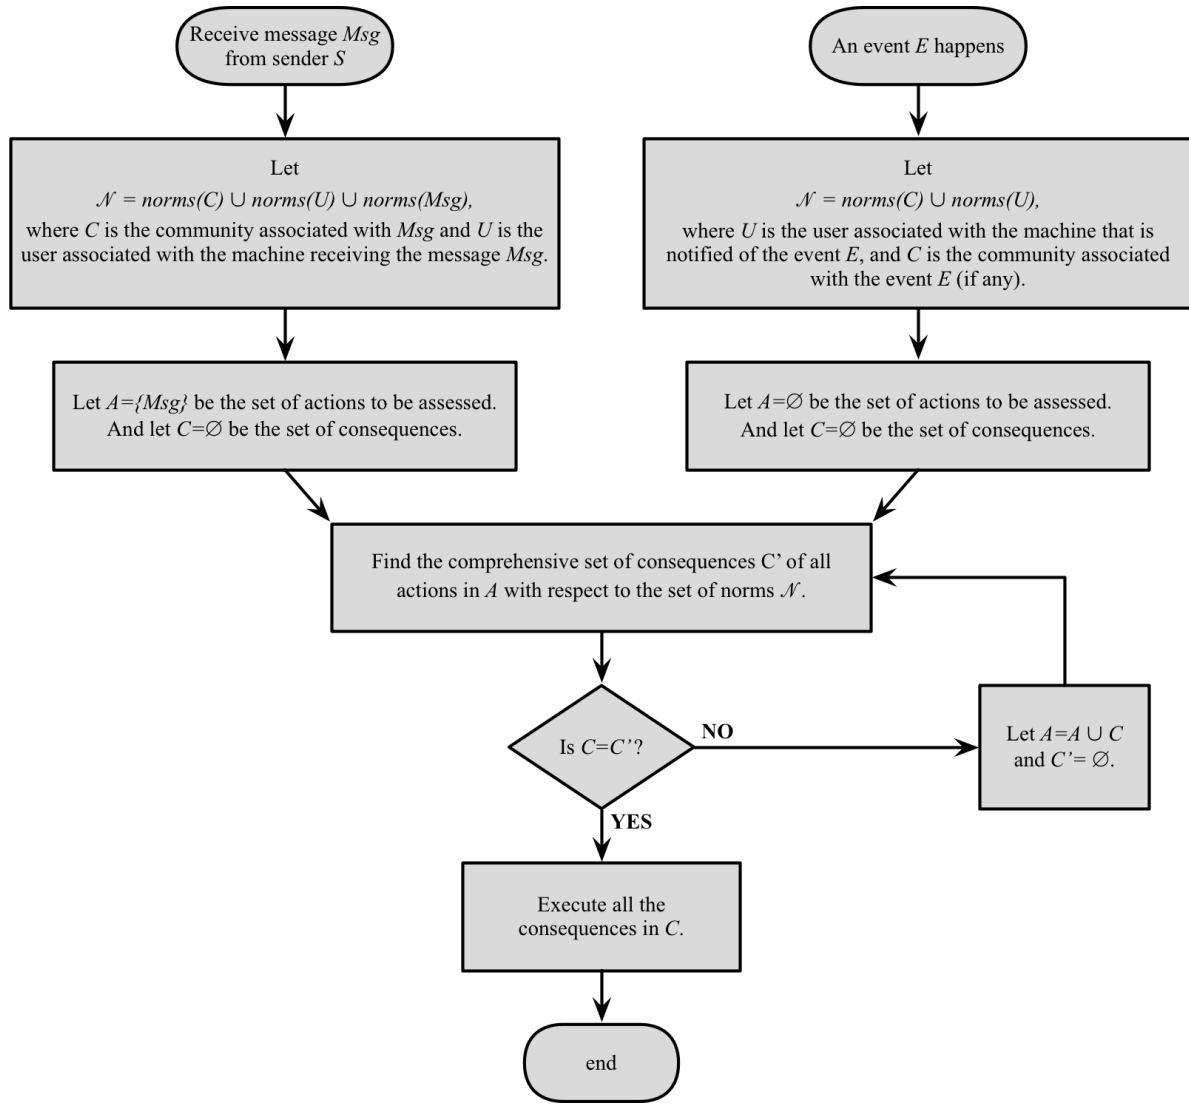 Receive message Msg
from sender S
An event E happens
Let
𝒩 = norms(C) ∪ norms(U) ∪ norms(Msg),
where C is the community associated with Msg and U is the
user associated with the machine receiving the message Msg.
Let
𝒩 = norms(C) ∪ norms(U),
where U is the user associated with the machine that is
notified of the event E, and C is the community associated
with the event E (if any).
Let A={Msg} be the set of actions to be assessed.
And let C=∅ be the set of consequences.
Let A=∅ be the set of actions to be assessed.
And let C=∅ be the set of consequences.
Find the comprehensive set of consequences C’ of all
actions in A with respect to the set of norms 𝒩.
Is C=C’?
NO
Let A=A ∪ C
and C’= ∅.
YES
Execute all the
consequences in C.
end